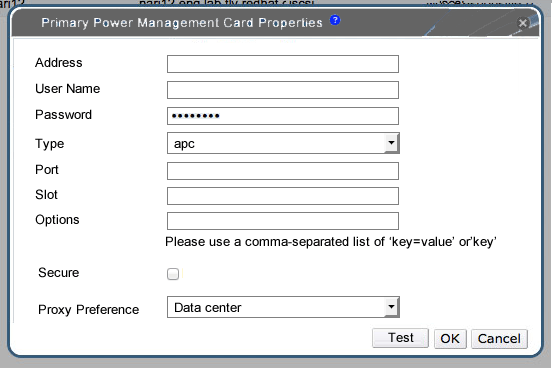 Primary Power Management Card Properties ?
Address
User Name
Password ••••••••
Type apc
Port
Slot
Options
Please use a comma-separated list of ‘key=value’ or’key’
Secure
Proxy Preference Data center
Test OK Cancel